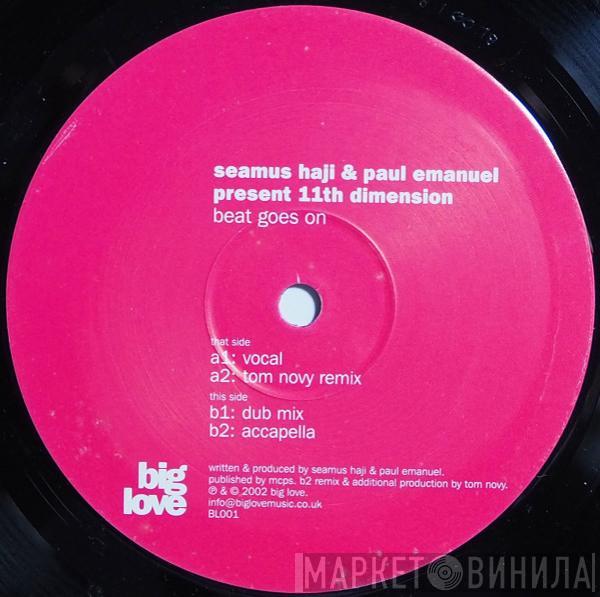 seamus haji & paul emanuel
present 11th dimension
beat goes on
that side
a1: vocal
a2: tom novy remix
this side
b1: dub mix
b2: accapella
big
love
written & produced by seamus haji & paul emanuel.
published by mcps. b2 remix & additional production by tom novy.
℗ & © 2002 big love.
info@biglovemusic.co.uk
BL001
МАРКЕТ ВИНИЛА